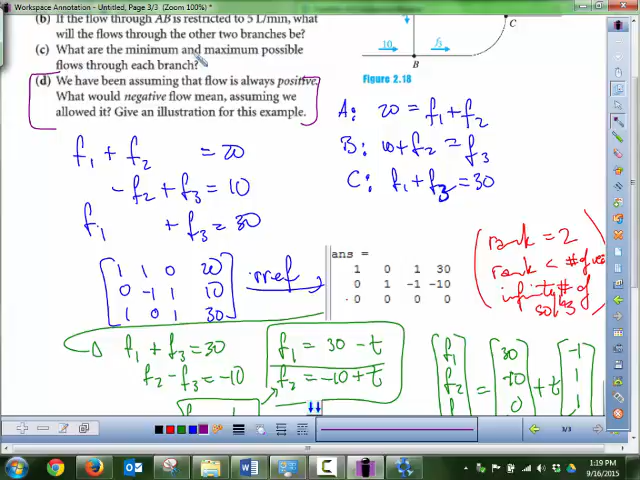 Annotator - [Sep16.ant (Zoom 100%) *** Page 3/3]
(b) If the flow through AB is restricted to 5 L/min, what
will the flows through the other two branches be?
(c) What are the minimum and maximum possible
flows through each branch?
(d) We have been assuming that flow is always positive.
What would negative flow mean, assuming we
allowed it? Give an illustration for this example.
C
10 f₃
B
Figure 2.18
A: 20 = f₁ + f₂
B: 10 + f₂ = f₃
C: f₁ + f₃ = 30
f₁ + f₂ = 20
-f₂ + f₃ = 10
f₁ + f₃ = 30
1 1 0 20
0 -1 1 10
1 0 1 30
rref
ans =
1 0 1 30
0 1 -1 -10
0 0 0 0
rank = 2
rank < # of
infinity # of
sol's
f₁ + f₃ = 30
f₂ - f₃ = -10
f₁ = 30 - t
f₂ = -10 + t
f₁ 30 -1
f₂ = -10 + t 1
0 1
3/3
1:19 PM
9/16/2015